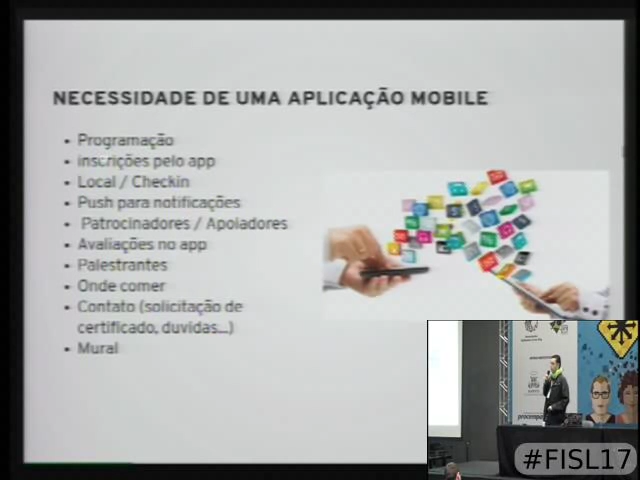 NECESSIDADE DE UMA APLICAÇÃO MOBILE
• Programação
• inscrições pelo app
• Local / Checkin
• Push para notificações
• Patrocinadores / Apoiadores
• Avaliações no app
• Palestrantes
• Onde comer
• Contato (solicitação de
certificado, duvidas...)
• Mural
procempa
#FISL17